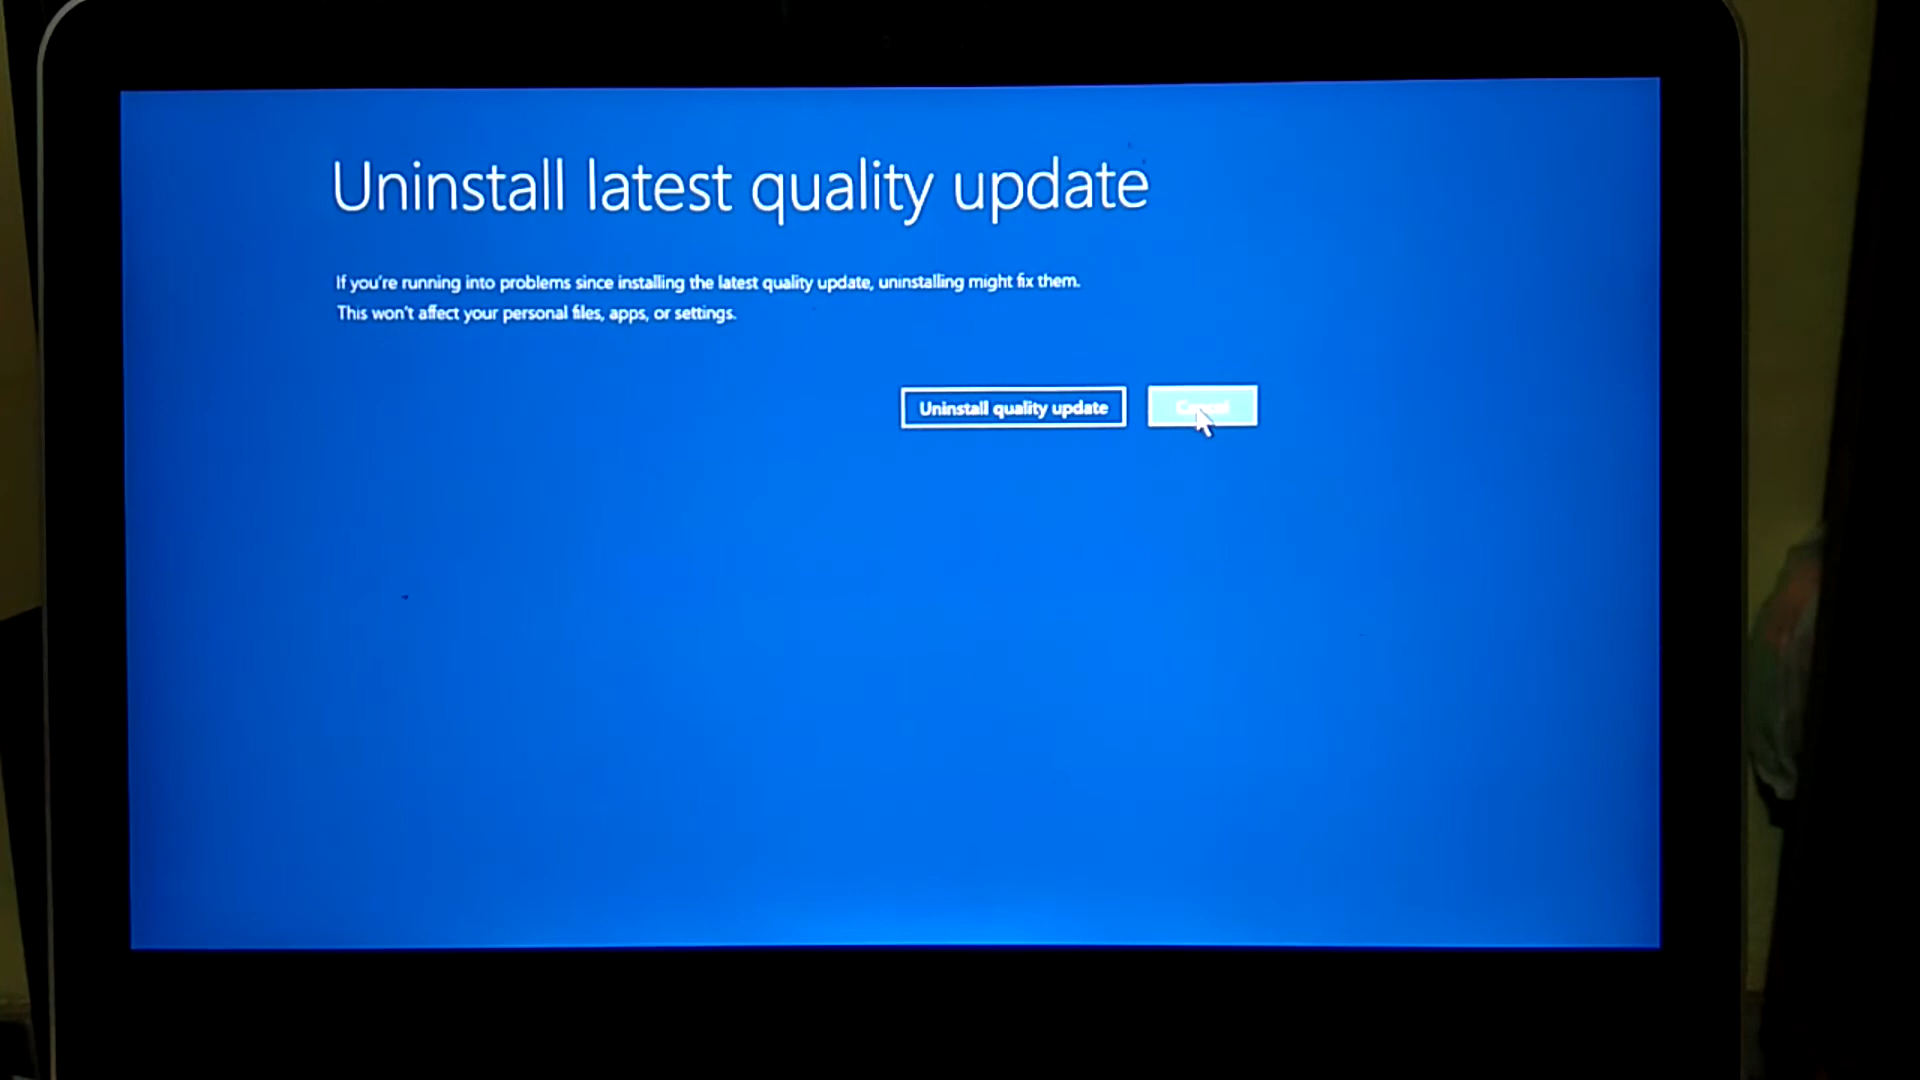 Uninstall latest quality update
If you're running into problems since installing the latest quality update, uninstalling might fix them.
This won't affect your personal files, apps, or settings.
Uninstall quality update
Cancel